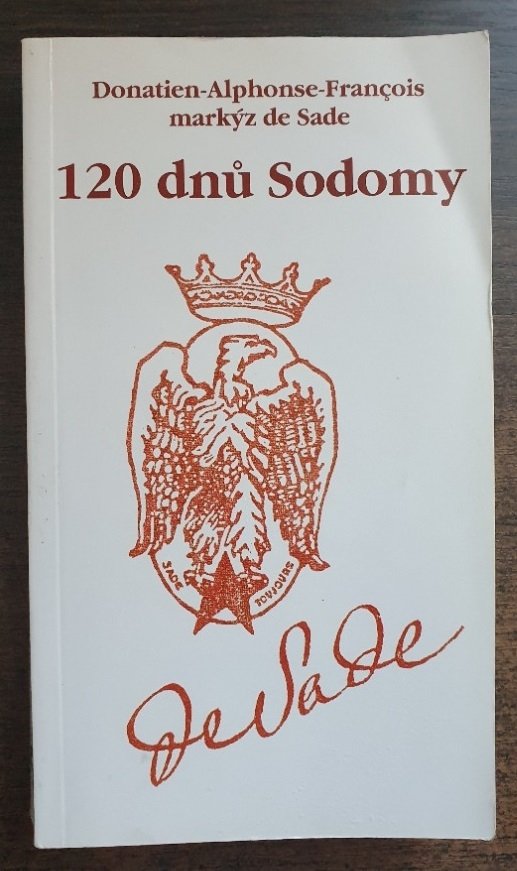 Donatien-Alphonse-François
markýz de Sade
120 dnů Sodomy
SADE
TOUJOURS
de Sade